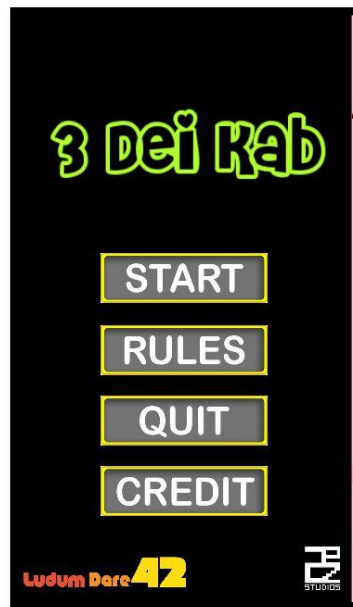 3 Dei Kab
START
RULES
QUIT
CREDIT
Ludum Dare 42
STUDIOS